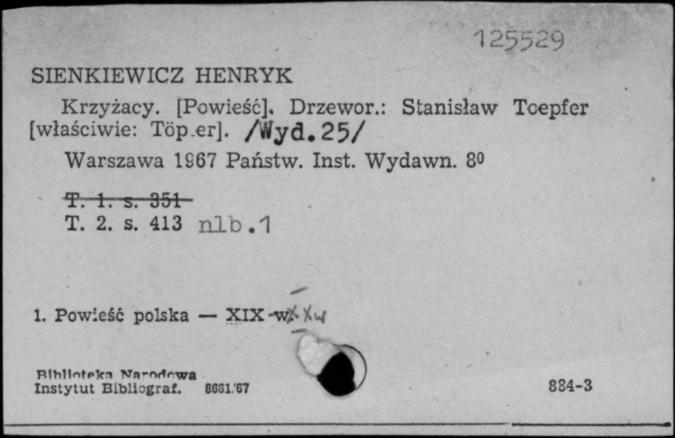 125529
SIENKIEWICZ HENRYK
Krzyżacy. [Powieść]. Drzewor.: Stanisław Toepfer
[właściwie: Töp.er]. /Wyd.25/
Warszawa 1967 Państw. Inst. Wydawn. 8⁰
T. 1. s. 351
T. 2. s. 413 nlb.1
1. Powieść polska — XIX w.
Biblioteka Narodowa
Instytut Bibliograf. 8661/67
884-3